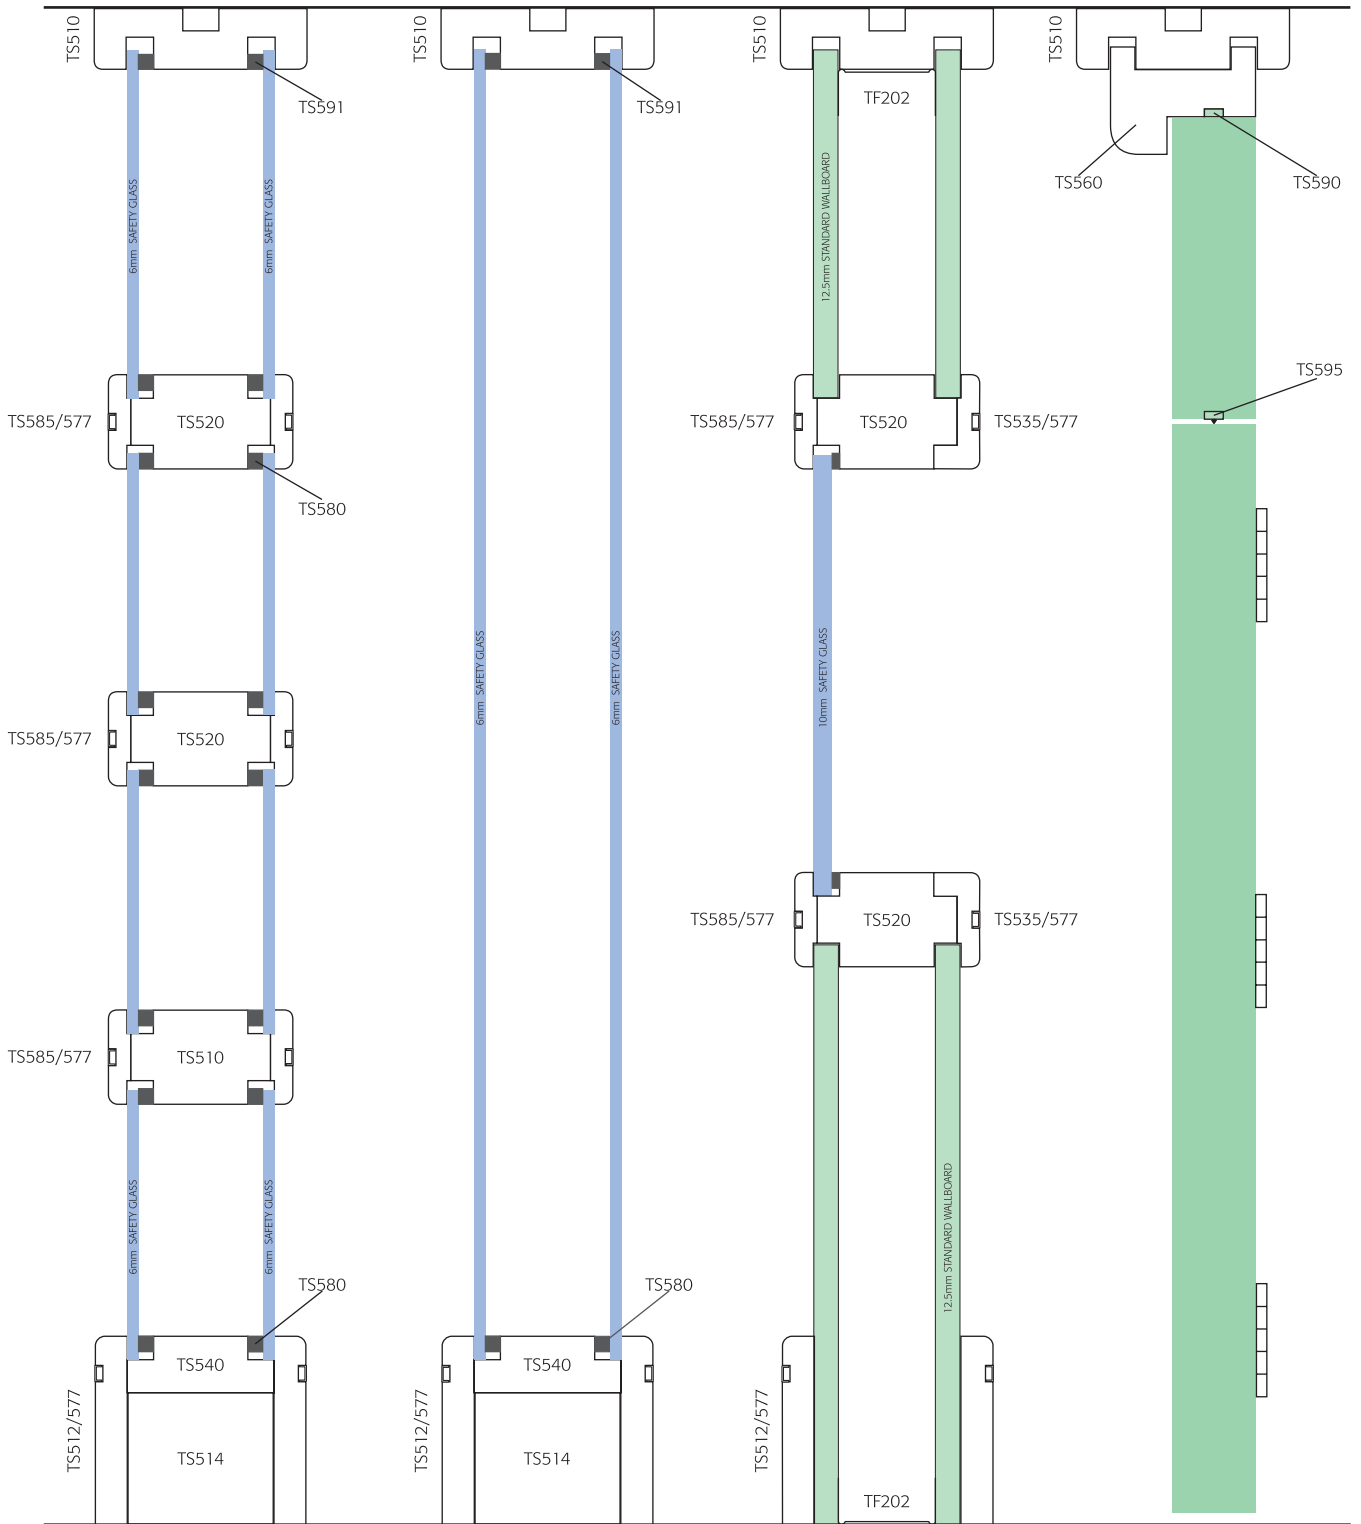 TS510
TS510
TS510
TS510
TS591
TS591
TF202
TS560
TS590
6mm SAFETY GLASS
6mm SAFETY GLASS
12.5mm STANDARD WALLBOARD
TS595
TS585/577
TS520
TS585/577
TS520
TS535/577
TS580
6mm SAFETY GLASS
6mm SAFETY GLASS
10mm SAFETY GLASS
TS585/577
TS520
TS585/577
TS520
TS535/577
TS585/577
TS510
6mm SAFETY GLASS
6mm SAFETY GLASS
12.5mm STANDARD WALLBOARD
TS580
TS580
TS540
TS540
TS512/577
TS512/577
TS512/577
TS514
TS514
TF202